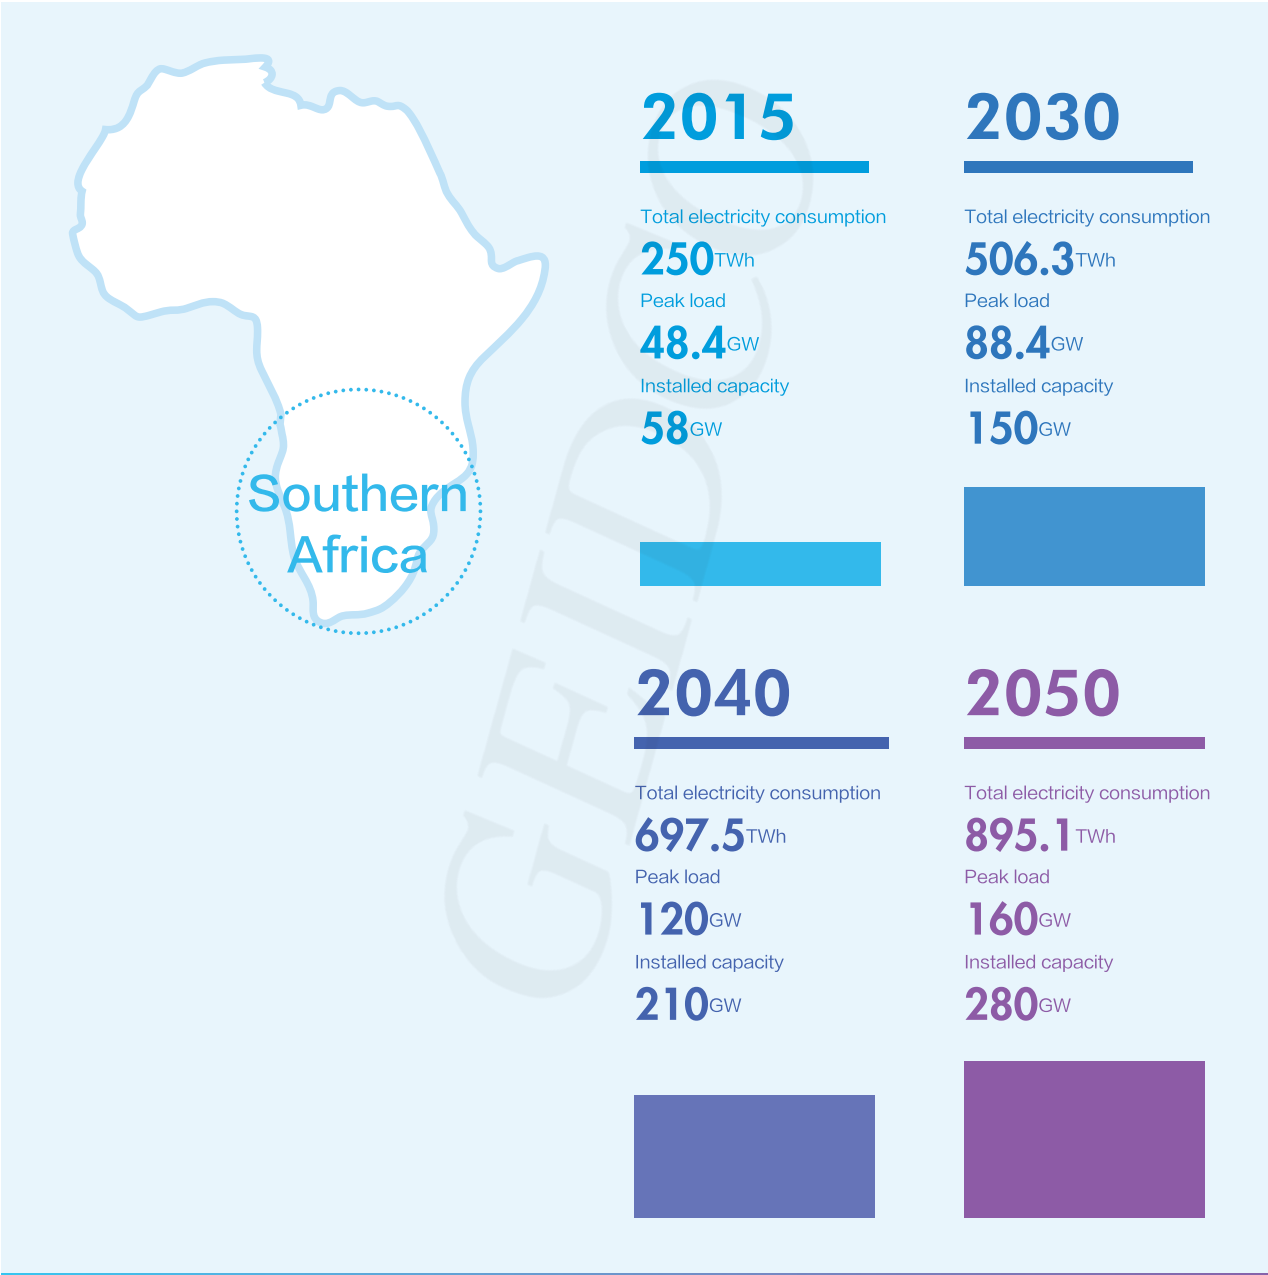 Southern
Africa
2015
Total electricity consumption
250TWh
Peak load
48.4GW
Installed capacity
58GW
2030
Total electricity consumption
506.3TWh
Peak load
88.4GW
Installed capacity
150GW
2040
Total electricity consumption
697.5TWh
Peak load
120GW
Installed capacity
210GW
2050
Total electricity consumption
895.1TWh
Peak load
160GW
Installed capacity
280GW
GEIDCO